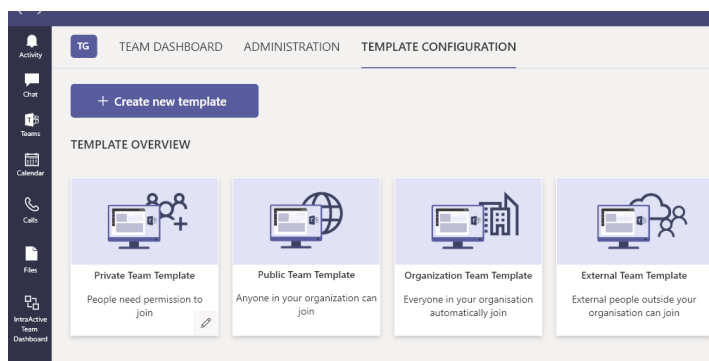 Activity
Chat
Teams
Calendar
Calls
Files
IntraActive
Team
Dashboard
TG
TEAM DASHBOARD
ADMINISTRATION
TEMPLATE CONFIGURATION
+ Create new template
TEMPLATE OVERVIEW
Private Team Template
People need permission to
join
Public Team Template
Anyone in your organization can
join
Organization Team Template
Everyone in your organisation
automatically join
External Team Template
External people outside your
organisation can join